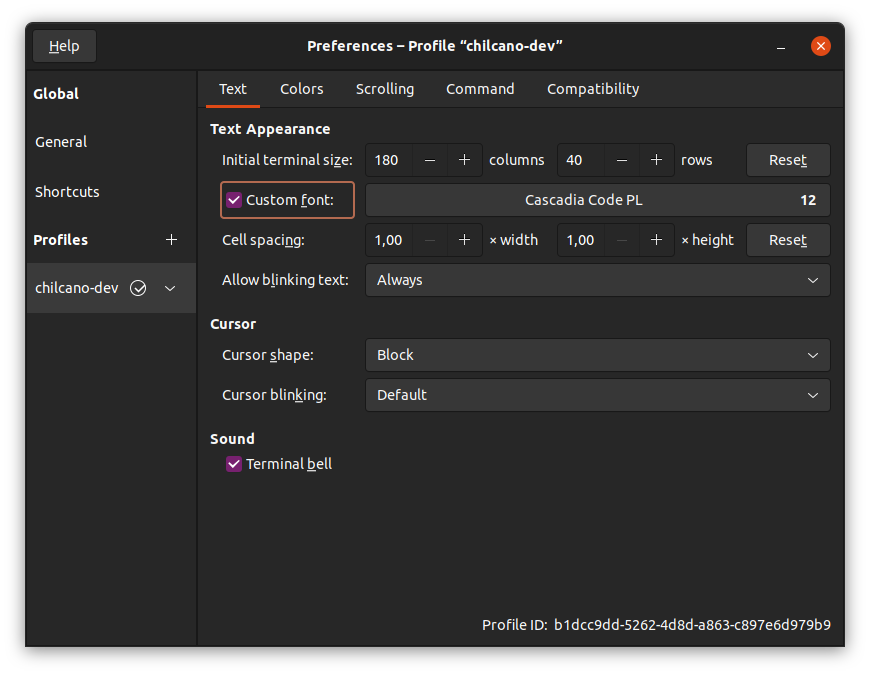 Help
Preferences – Profile “chilcano-dev”
Global
General
Shortcuts
Profiles +
chilcano-dev
Text Colors Scrolling Command Compatibility
Text Appearance
Initial terminal size: 180 – + columns 40 – + rows Reset
Custom font: Cascadia Code PL 12
Cell spacing: 1,00 – + × width 1,00 – + × height Reset
Allow blinking text: Always
Cursor
Cursor shape: Block
Cursor blinking: Default
Sound
Terminal bell
Profile ID: b1dcc9dd-5262-4d8d-a863-c897e6d979b9